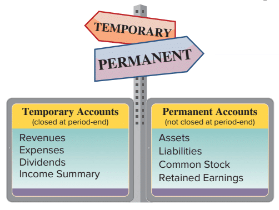 TEMPORARY
PERMANENT
Temporary Accounts
(closed at period-end)
Revenues
Expenses
Dividends
Income Summary
Permanent Accounts
(not closed at period-end)
Assets
Liabilities
Common Stock
Retained Earnings